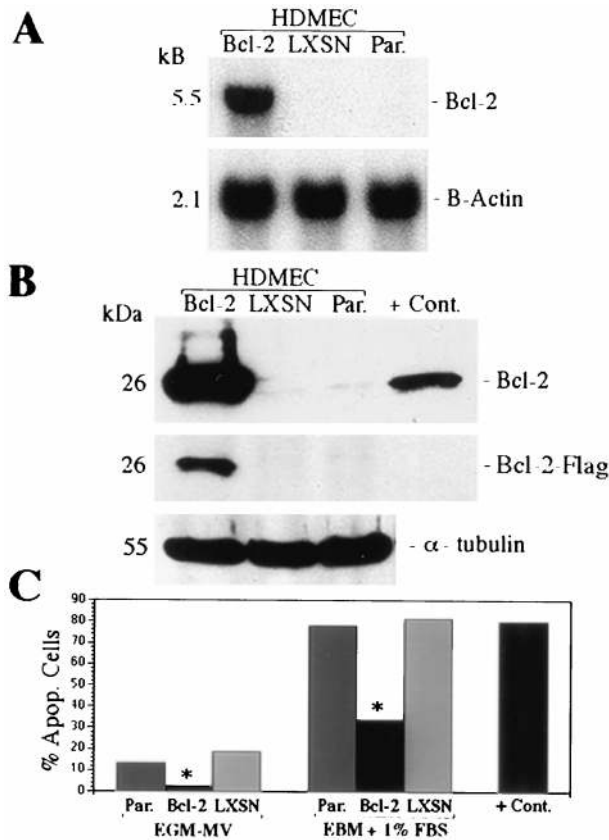 A
HDMEC
kB Bcl-2 LXSN Par.
5.5 - Bcl-2
2.1 - B-Actin
B
HDMEC
kDa Bcl-2 LXSN Par. + Cont.
26 - Bcl-2
26 -Bcl-2-Flag
55 - α- tubulin
C
% Apop. Cells
90
80
70
60
50
40
30
20
10
0
* *
Par. Bcl-2 LXSN Par. Bcl-2 LXSN + Cont.
EGM-MV EBM + 1% FBS